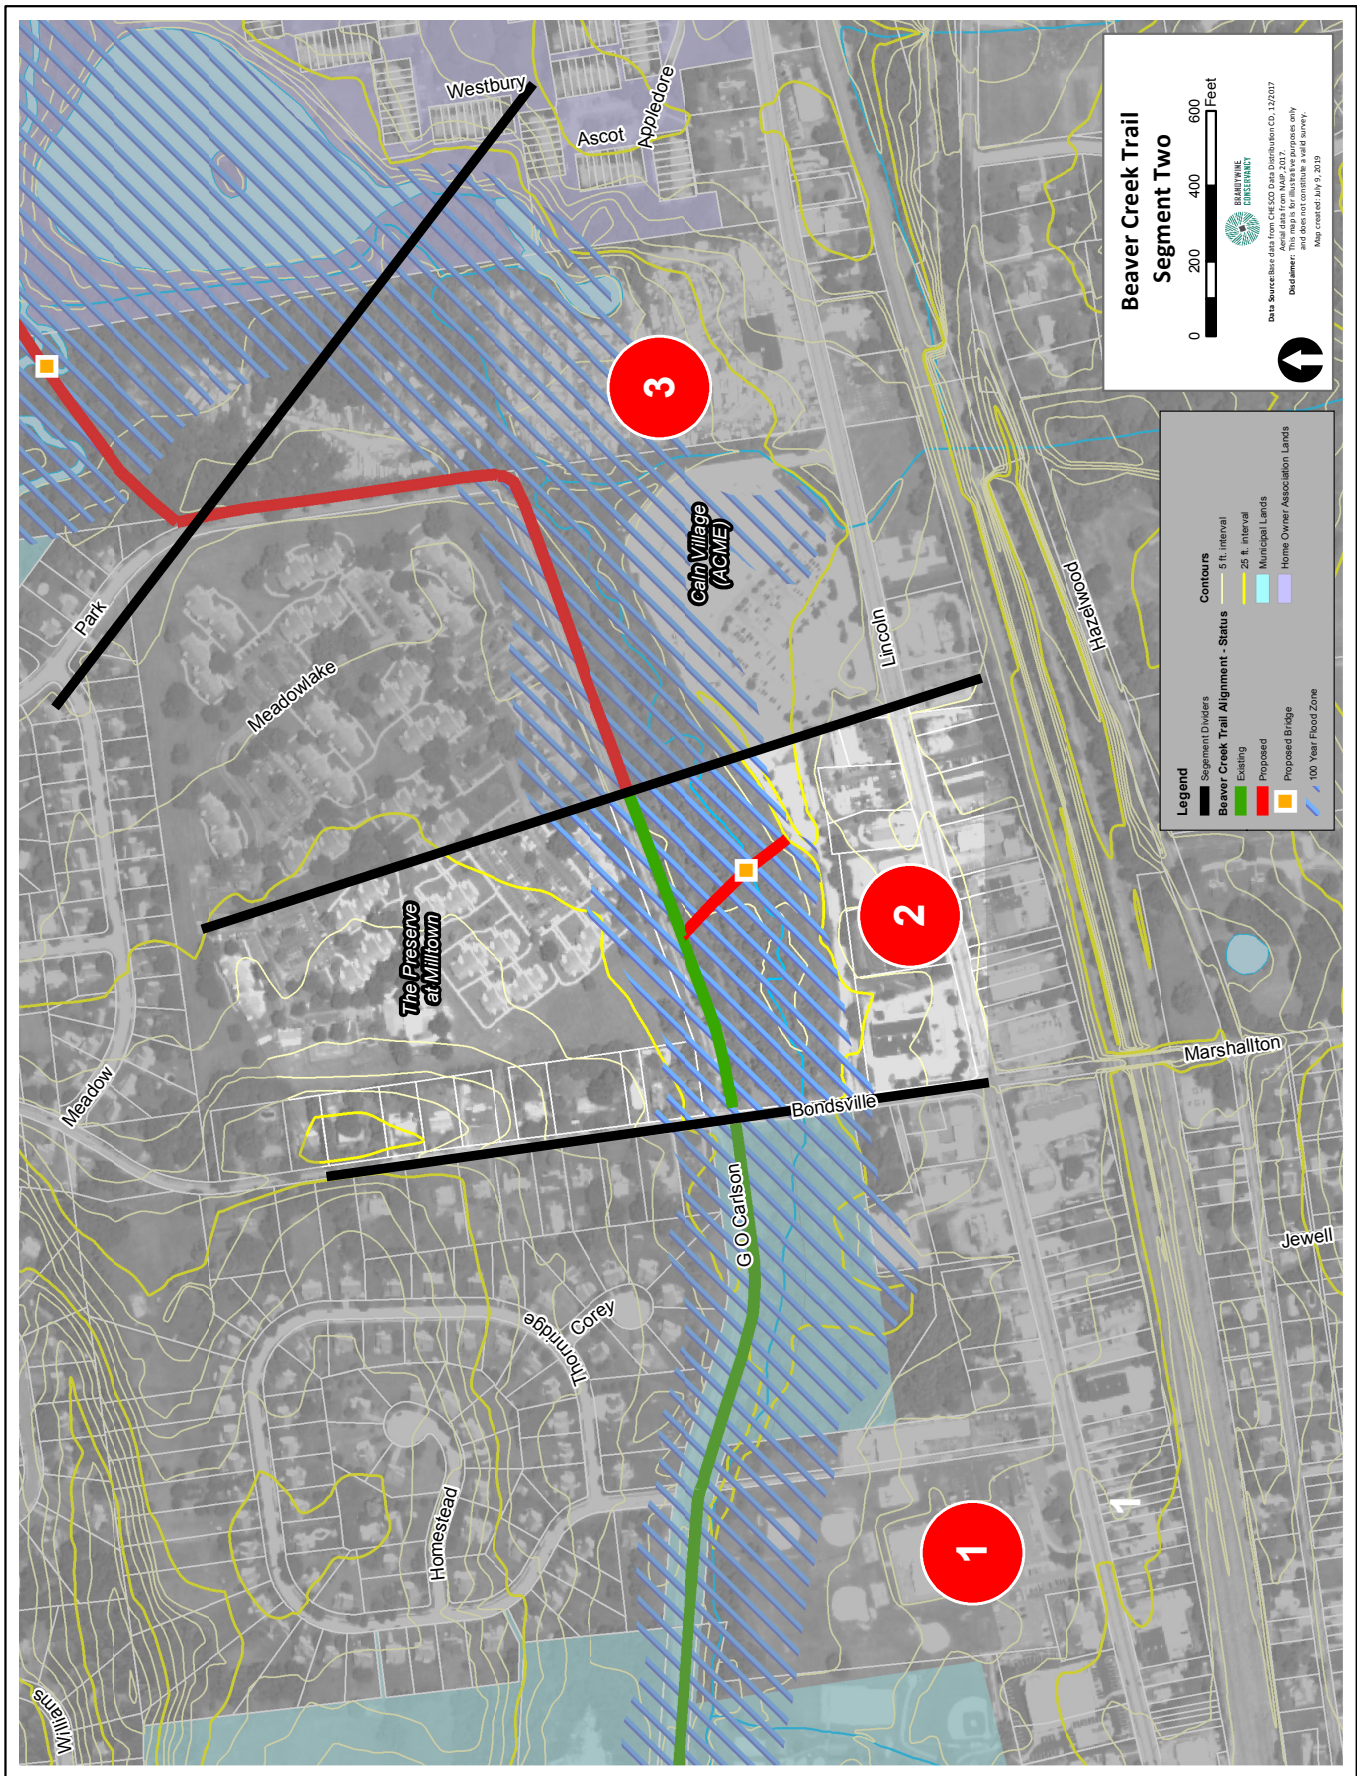 Williams
Homestead
Thornridge
Corey
Meadow
Park
Meadowlake
Westbury
Ascot
Appledore
The Preserve
at Milltown
G O Carlson
Bondsville
Caln Village
(ACME)
Lincoln
Hazelwood
Marshallton
Jewell
1
1
2
3
Legend
Segement Dividers
Beaver Creek Trail Alignment - Status
Existing
Proposed
Proposed Bridge
100 Year Flood Zone
Contours
5 ft. interval
25 ft. interval
Municipal Lands
Home Owner Association Lands
Beaver Creek Trail
Segment Two
0 200 400 600
Feet
BRANDYWINE
CONSERVANCY
Data Source: Base data from CHESCO Data Distribution CD, 12/2017
Aerial data from NAIP, 2017.
Disclaimer: This map is for illustrative purposes only
and does not constitute a valid survey.
Map created: July 9, 2019